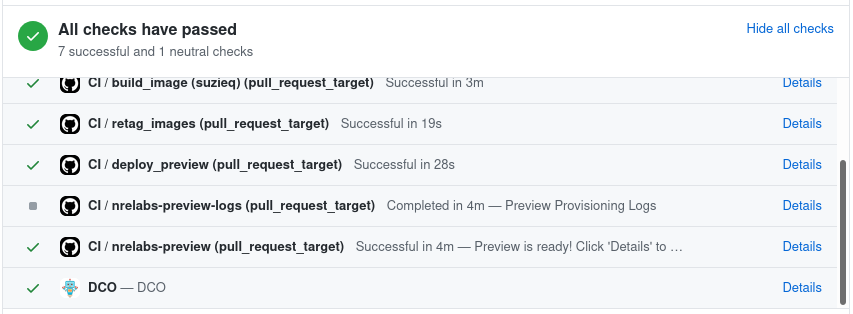 All checks have passed
Hide all checks
7 successful and 1 neutral checks
CI / build_image (suzieq) (pull_request_target) Successful in 3m Details
CI / retag_images (pull_request_target) Successful in 19s Details
CI / deploy_preview (pull_request_target) Successful in 28s Details
CI / nrelabs-preview-logs (pull_request_target) Completed in 4m — Preview Provisioning Logs Details
CI / nrelabs-preview (pull_request_target) Successful in 4m — Preview is ready! Click 'Details' to … Details
DCO — DCO Details